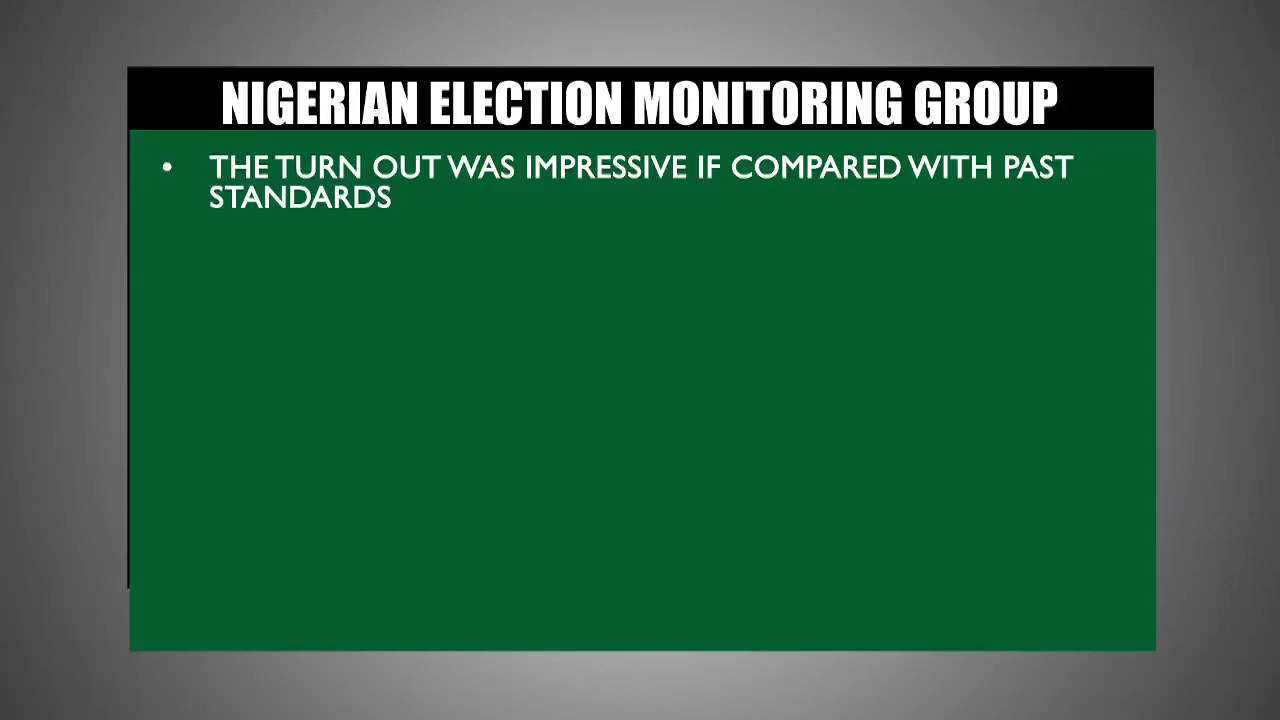 NIGERIAN ELECTION MONITORING GROUP
• THE TURN OUT WAS IMPRESSIVE IF COMPARED WITH PAST
STANDARDS